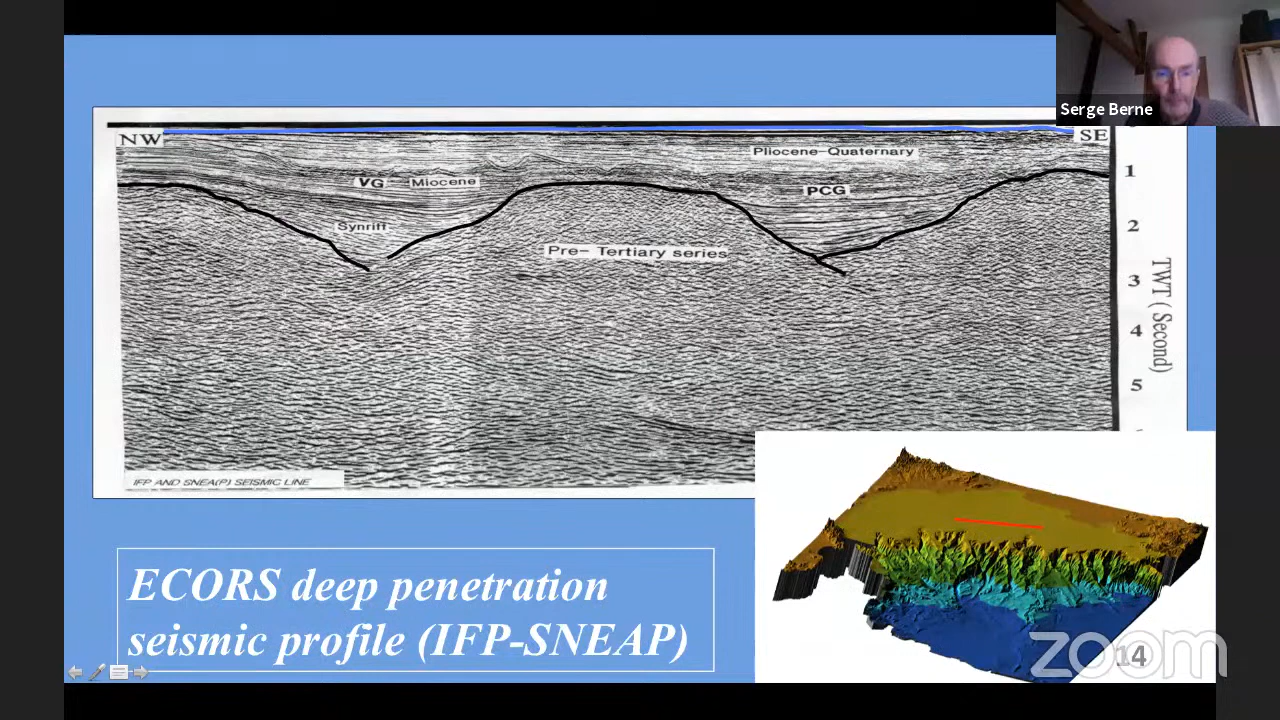 Serge Berne
NW
SE
Pliocene-Quaternary
VG
Miocene
PCG
Synrift
Pre- Tertiary series
1
2
3
4
5
TWT ( Second)
IFP AND SNEA(P) SEISMIC LINE
ECORS deep penetration
seismic profile (IFP-SNEAP)
zoom
14